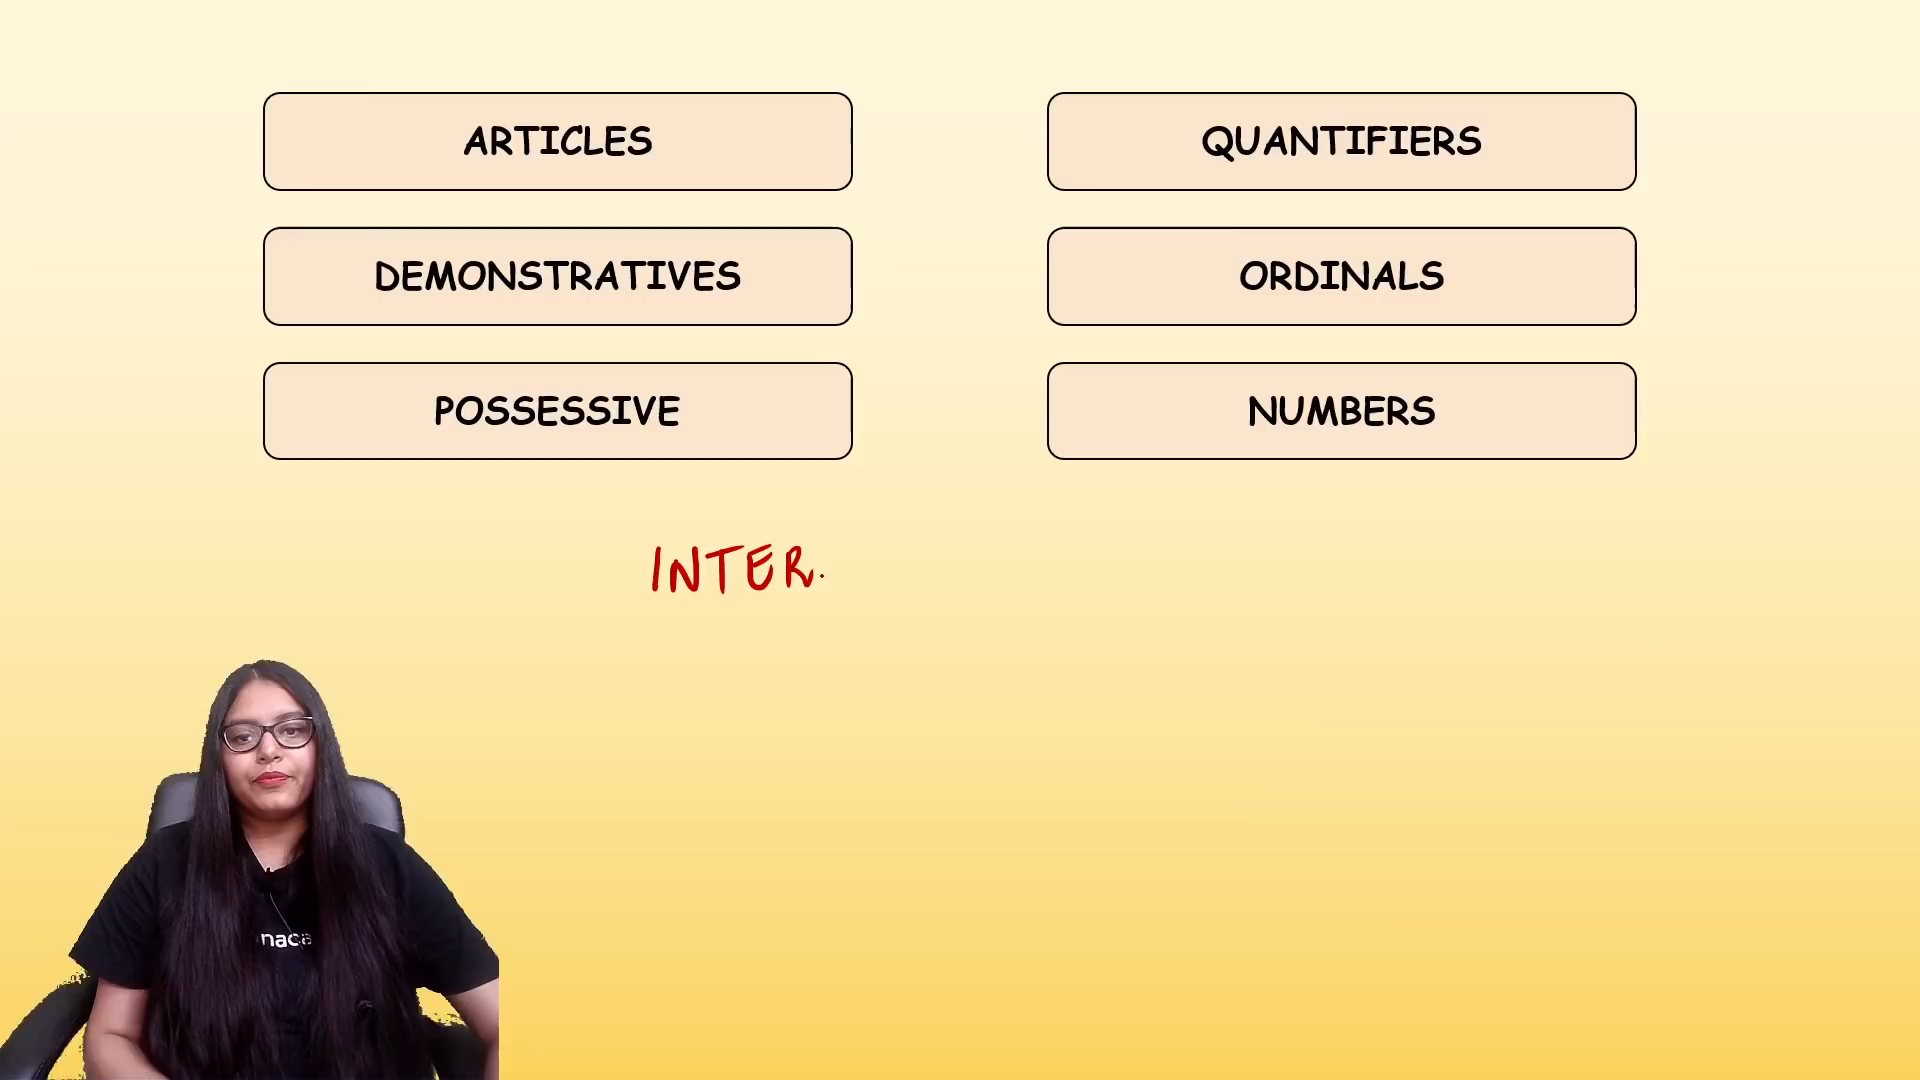 ARTICLES
QUANTIFIERS
DEMONSTRATIVES
ORDINALS
POSSESSIVE
NUMBERS
INTER.